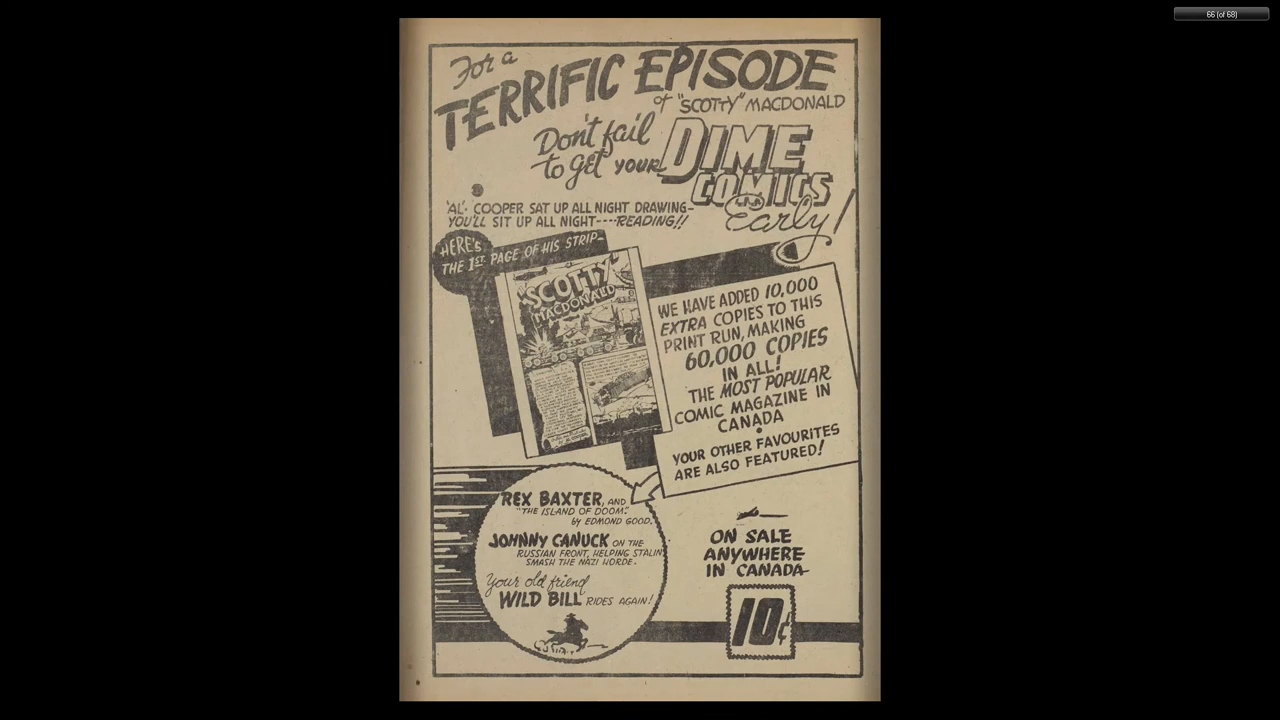 66 (of 68)
For a
TERRIFIC EPISODE
of "SCOTTY" MACDONALD
Don't fail
to get YOUR DIME
COMICS
Early!
'AL' COOPER SAT UP ALL NIGHT DRAWING-
YOU'LL SIT UP ALL NIGHT----READING!!
HERE'S
THE 1ST. PAGE OF HIS STRIP-
"SCOTTY"
MACDONALD
WE HAVE ADDED 10,000
EXTRA COPIES TO THIS
PRINT RUN, MAKING
60,000 COPIES
IN ALL!
THE MOST POPULAR
COMIC MAGAZINE IN
CANADA
•
YOUR OTHER FAVOURITES
ARE ALSO FEATURED!
REX BAXTER, AND
"THE ISLAND OF DOOM".
by EDMOND GOOD.
JOHNNY CANUCK ON THE
RUSSIAN FRONT, HELPING STALIN
SMASH THE NAZI HORDE.
Your old friend
WILD BILL RIDES AGAIN!
ON SALE
ANYWHERE
IN CANADA
10¢